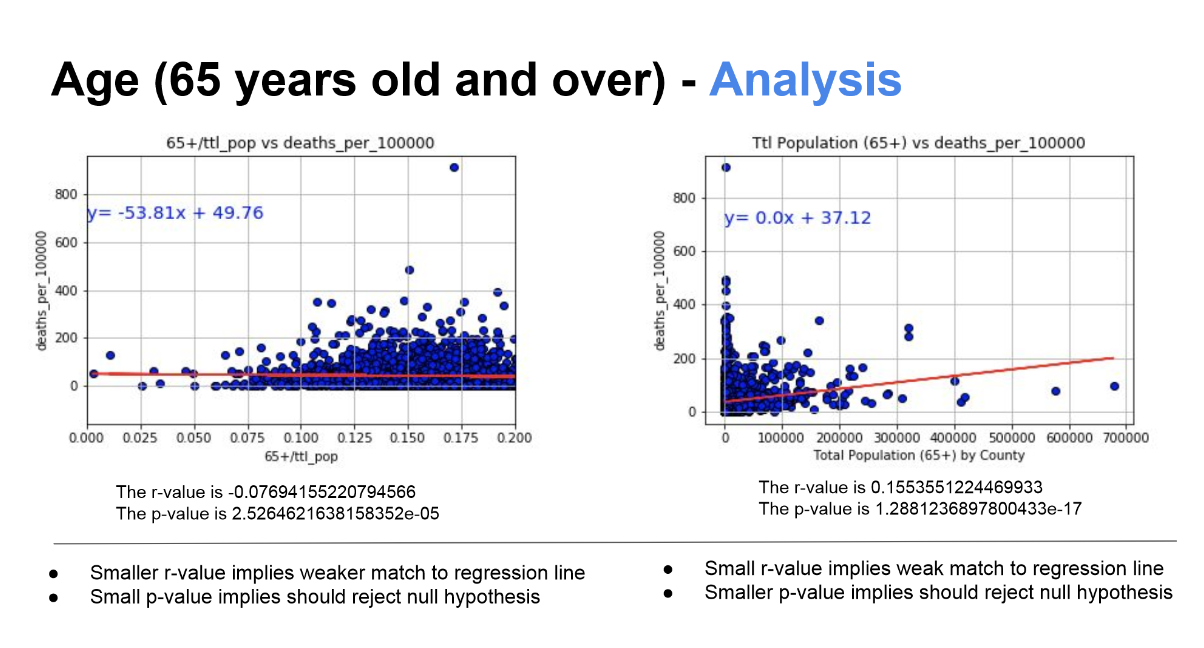 Age (65 years old and over) - Analysis
65+/ttl_pop vs deaths_per_100000
y= -53.81x + 49.76
deaths_per_100000
800
600
400
200
0
0.000 0.025 0.050 0.075 0.100 0.125 0.150 0.175 0.200
65+/ttl_pop
The r-value is -0.07694155220794566
The p-value is 2.5264621638158352e-05
Smaller r-value implies weaker match to regression line
Small p-value implies should reject null hypothesis
Ttl Population (65+) vs deaths_per_100000
y= 0.0x + 37.12
deaths_per_100000
800
600
400
200
0
0 100000 200000 300000 400000 500000 600000 700000
Total Population (65+) by County
The r-value is 0.1553551224469933
The p-value is 1.2881236897800433e-17
Small r-value implies weak match to regression line
Smaller p-value implies should reject null hypothesis